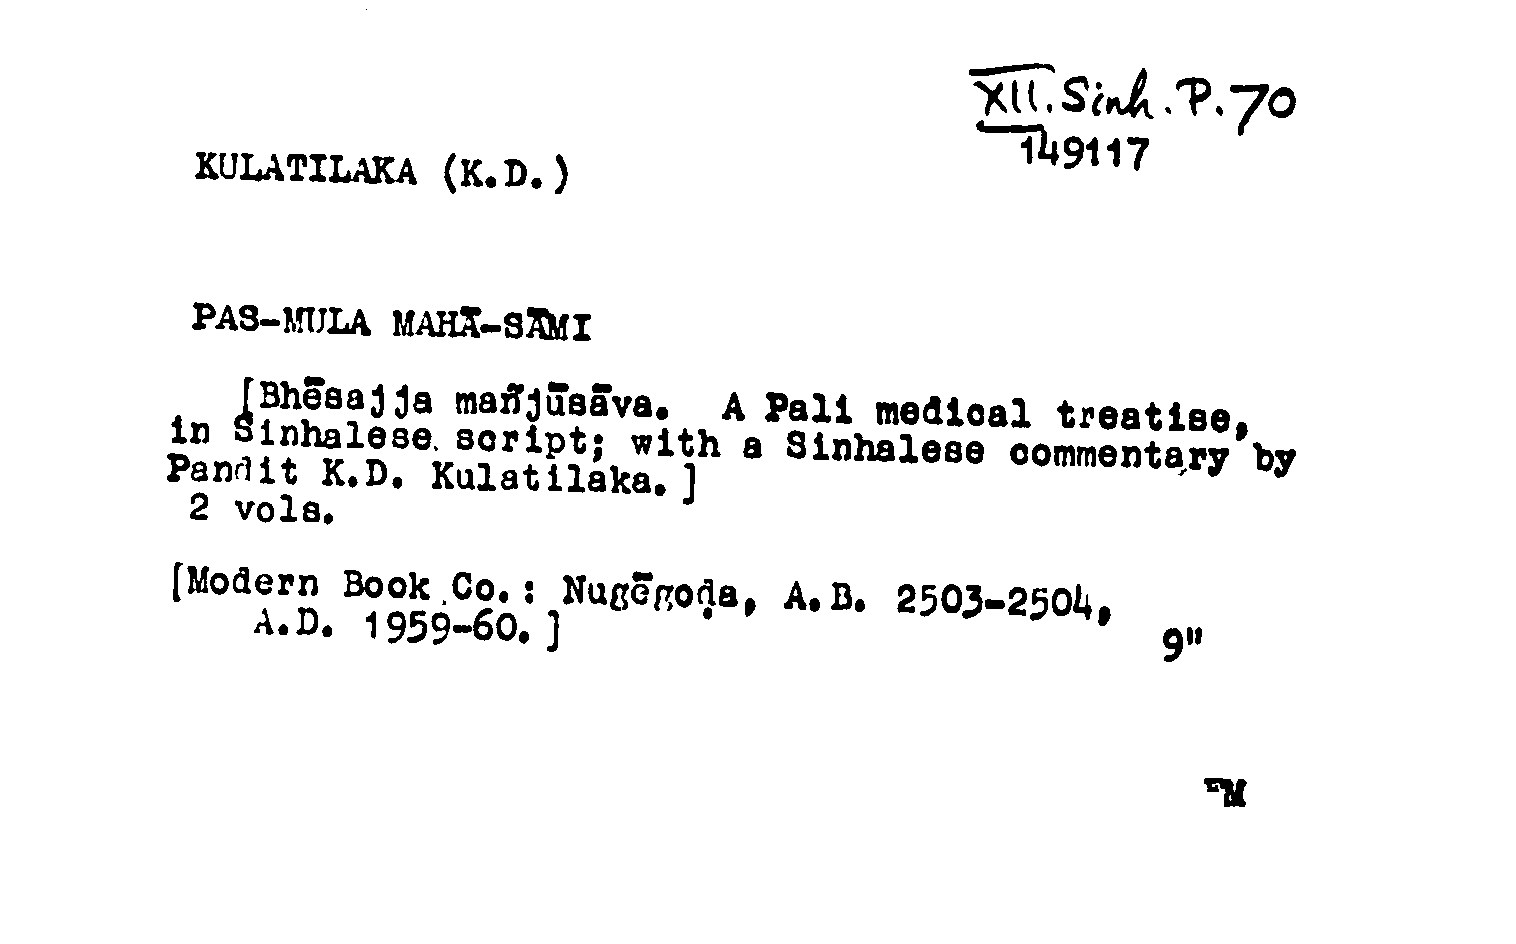 XII. Sinh. P. 70
149117
KULATILAKA (K.D.)
PAS-MULA MAHĀ-SĀMI
[Bhēsajja mañjūsāva. A Pali medical treatise,
in Sinhalese script; with a Sinhalese commentary by
Pandit K.D. Kulatilaka.]
2 vols.
[Modern Book Co.: Nugēgoḍa, A.B. 2503-2504,
A.D. 1959-60.]
9"